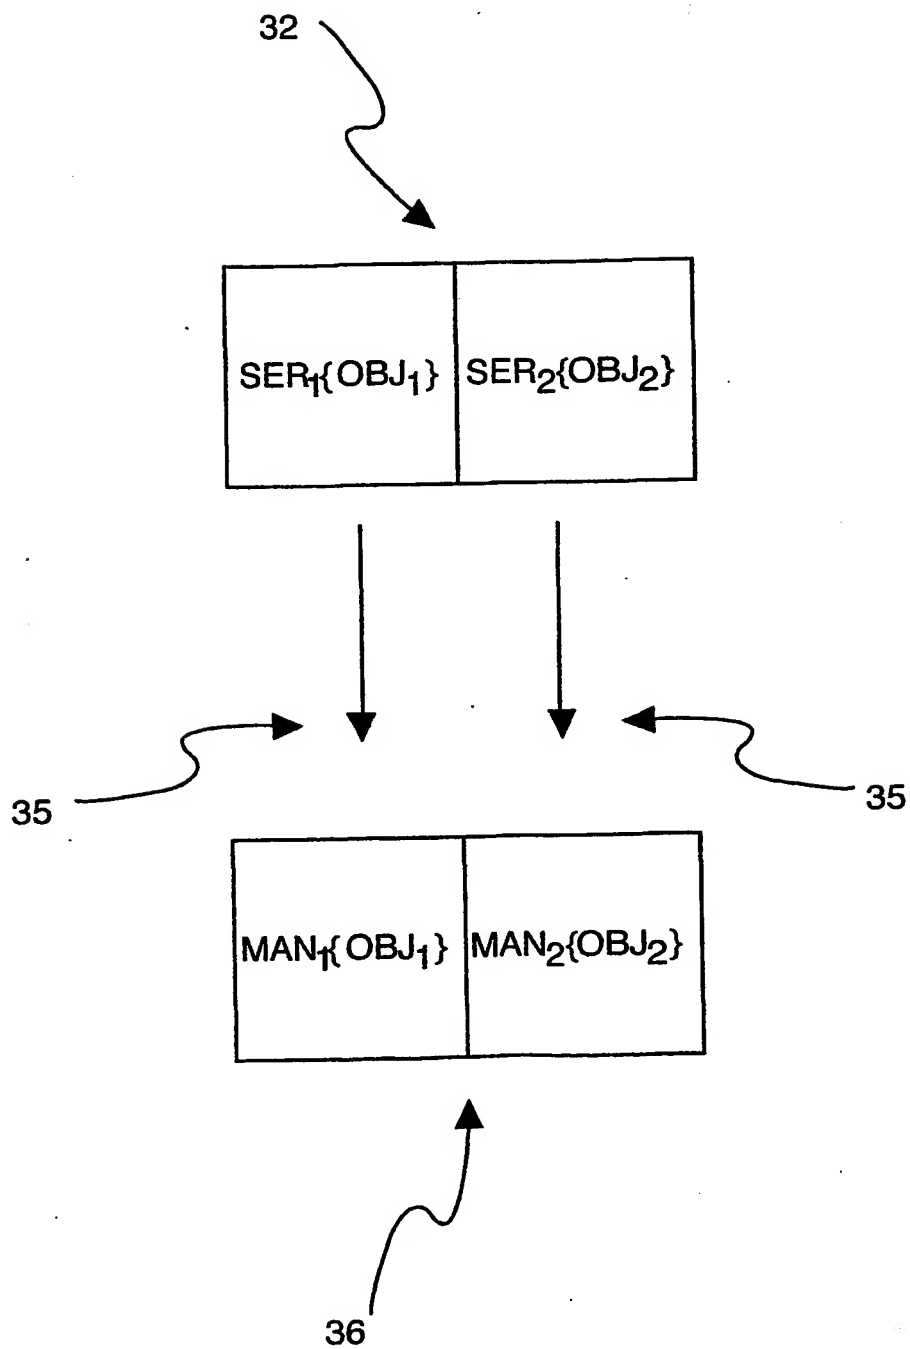 32
SER₁{OBJ₁} SER₂{OBJ₂}
35 35
MAN₁{OBJ₁} MAN₂{OBJ₂}
36